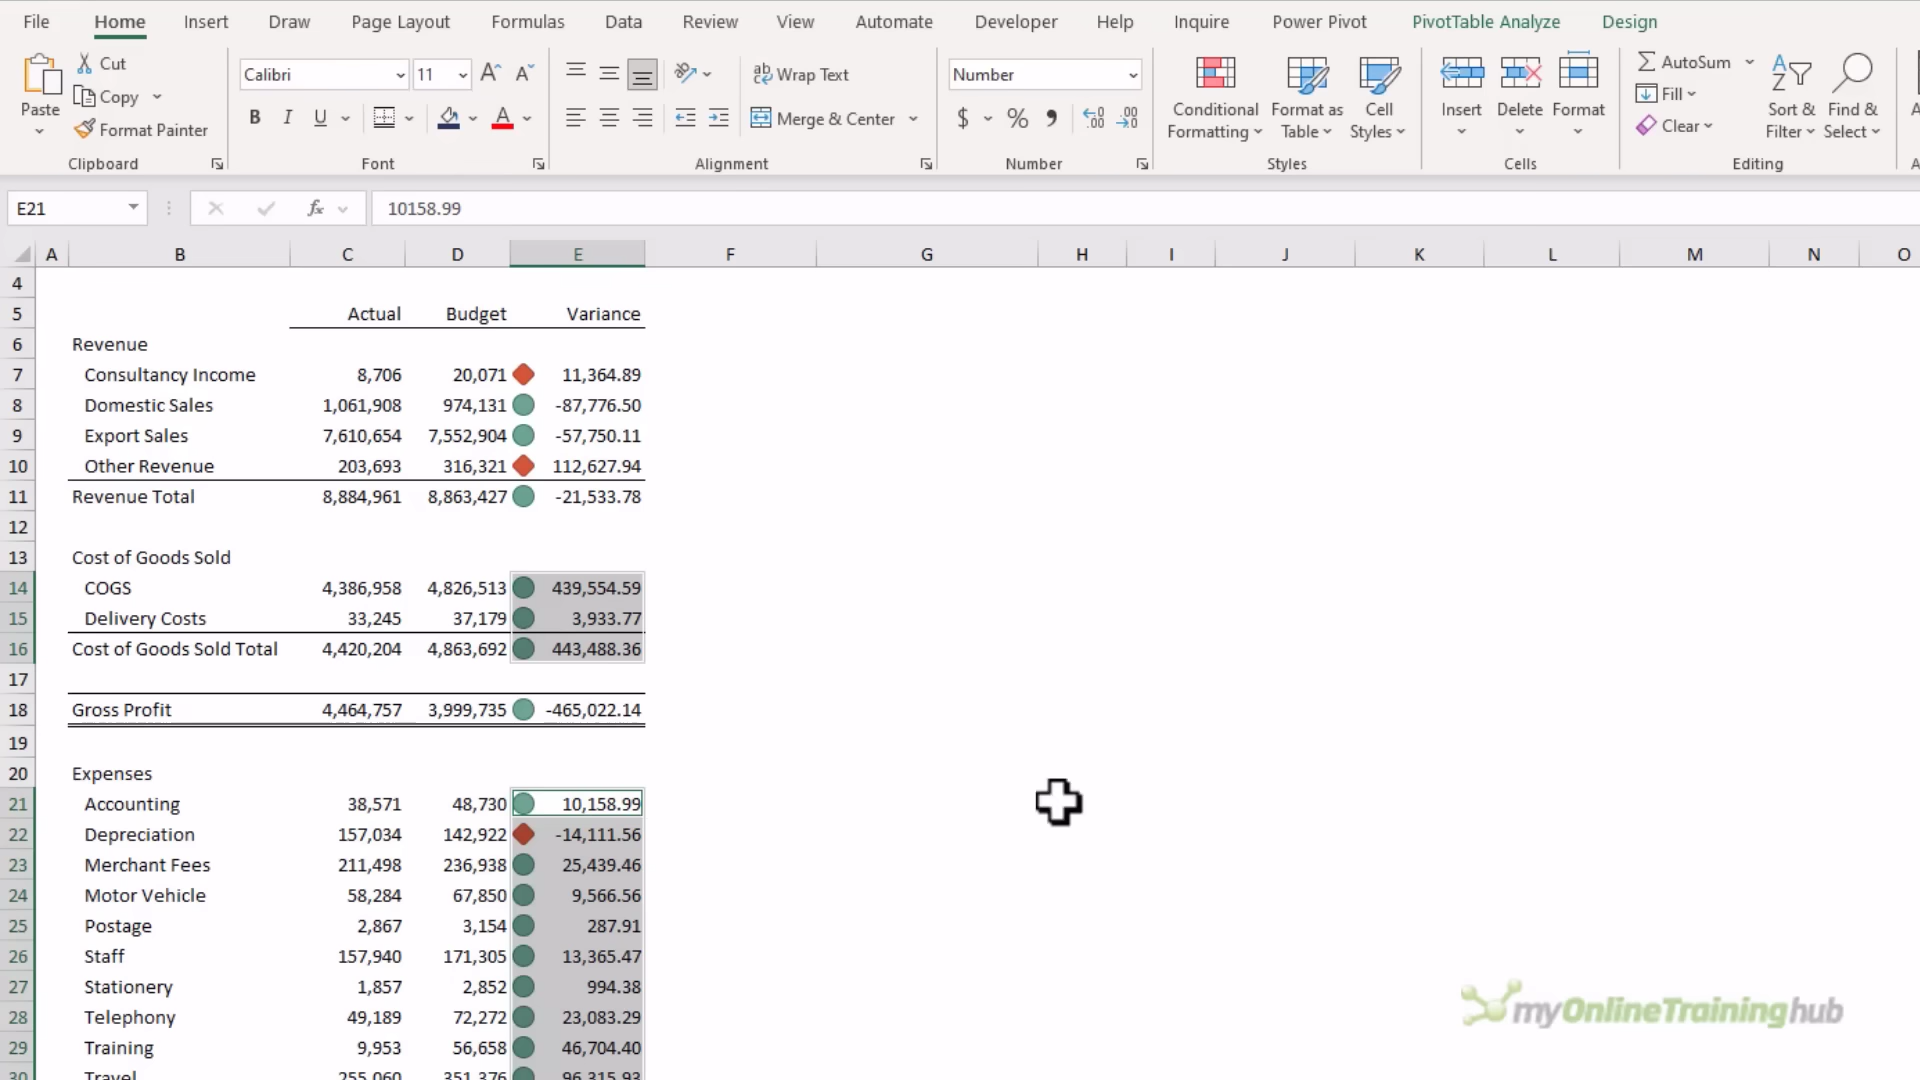 File Home Insert Draw Page Layout Formulas Data Review View Automate Developer Help Inquire Power Pivot PivotTable Analyze Design
Paste Cut Copy Format Painter Clipboard
Calibri 11 A A B I U A Font
ab Wrap Text Merge & Center Alignment
Number $ % Number
Conditional Formatting Format as Table Cell Styles Styles
Insert Delete Format Cells
AutoSum Fill Clear Sort & Filter Find & Select Editing
E21 fx 10158.99
A B C D E F G H I J K L M N O
4
5 Actual Budget Variance
6 Revenue
7 Consultancy Income 8,706 20,071 11,364.89
8 Domestic Sales 1,061,908 974,131 -87,776.50
9 Export Sales 7,610,654 7,552,904 -57,750.11
10 Other Revenue 203,693 316,321 112,627.94
11 Revenue Total 8,884,961 8,863,427 -21,533.78
12
13 Cost of Goods Sold
14 COGS 4,386,958 4,826,513 439,554.59
15 Delivery Costs 33,245 37,179 3,933.77
16 Cost of Goods Sold Total 4,420,204 4,863,692 443,488.36
17
18 Gross Profit 4,464,757 3,999,735 -465,022.14
19
20 Expenses
21 Accounting 38,571 48,730 10,158.99
22 Depreciation 157,034 142,922 -14,111.56
23 Merchant Fees 211,498 236,938 25,439.46
24 Motor Vehicle 58,284 67,850 9,566.56
25 Postage 2,867 3,154 287.91
26 Staff 157,940 171,305 13,365.47
27 Stationery 1,857 2,852 994.38
28 Telephony 49,189 72,272 23,083.29
29 Training 9,953 56,658 46,704.40
30 Travel 255,060 351,376 96,315.93
myOnlineTraininghub